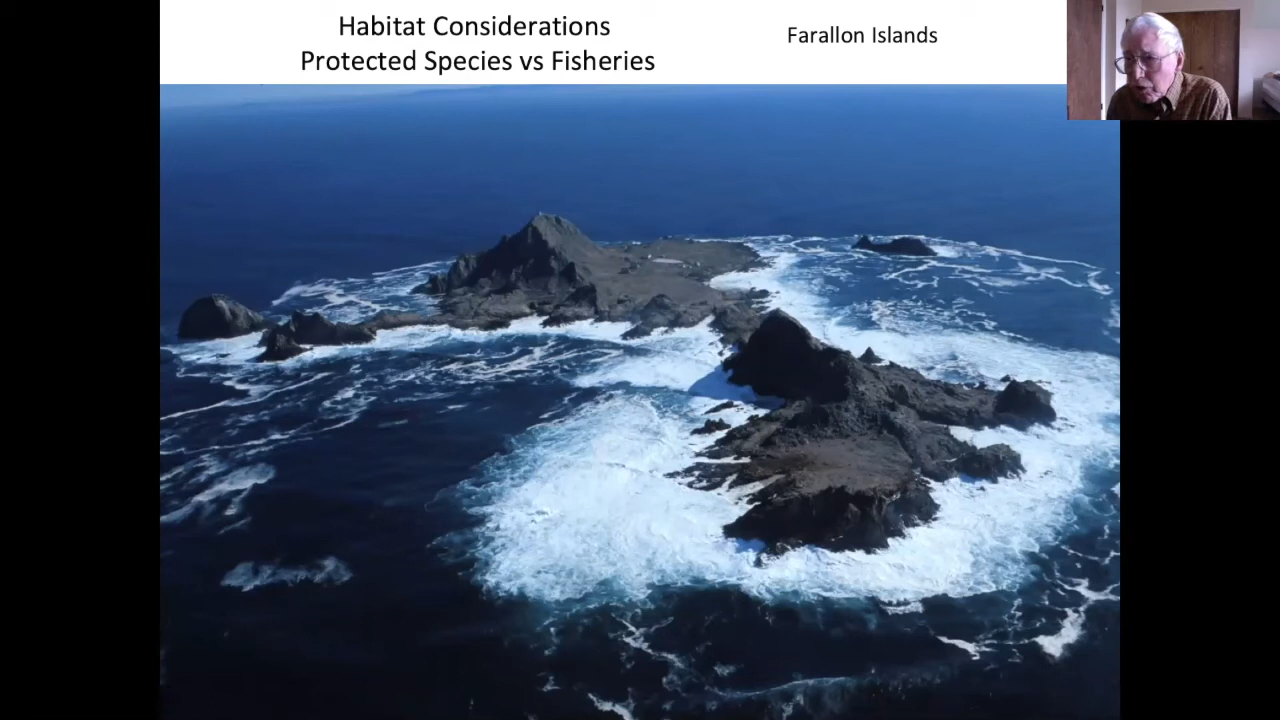 Habitat Considerations
Protected Species vs Fisheries
Farallon Islands